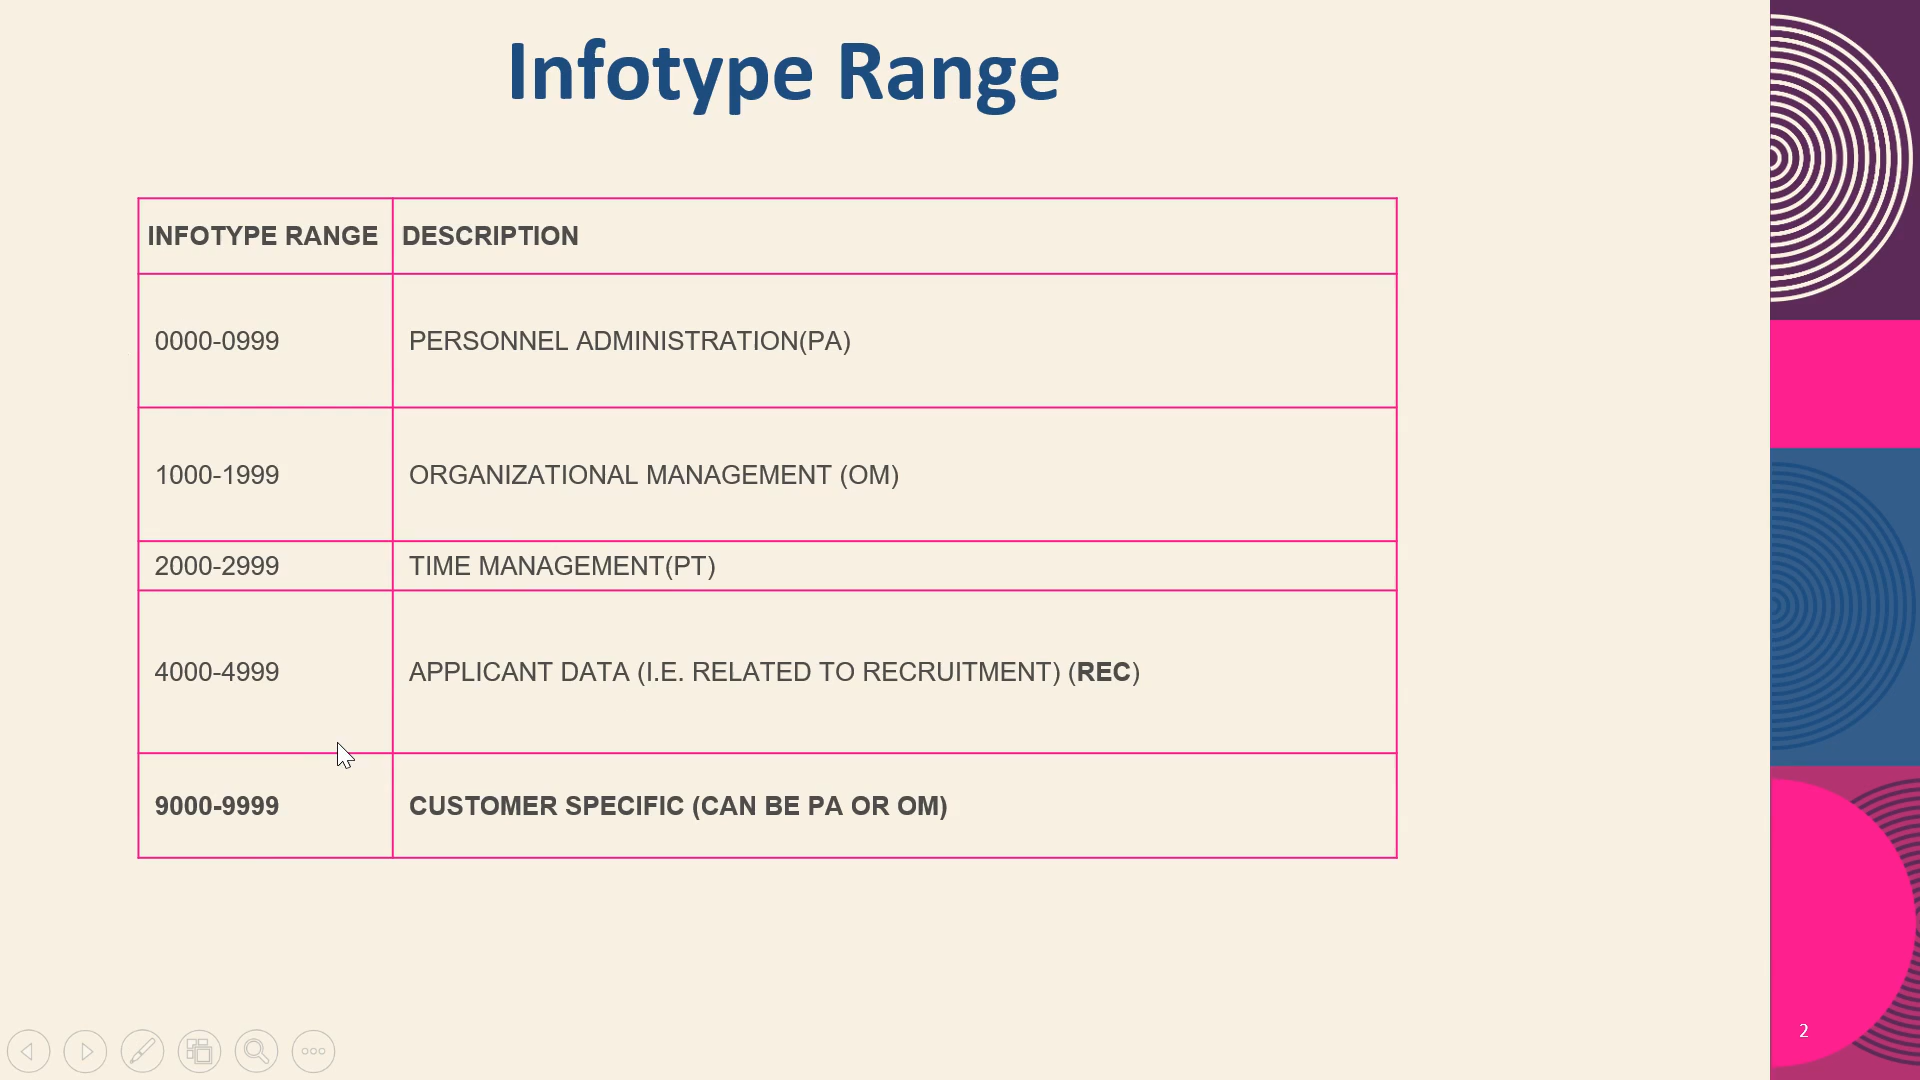 Infotype Range
INFOTYPE RANGE DESCRIPTION
0000-0999 PERSONNEL ADMINISTRATION(PA)
1000-1999 ORGANIZATIONAL MANAGEMENT (OM)
2000-2999 TIME MANAGEMENT(PT)
4000-4999 APPLICANT DATA (I.E. RELATED TO RECRUITMENT) (REC)
9000-9999 CUSTOMER SPECIFIC (CAN BE PA OR OM)
2